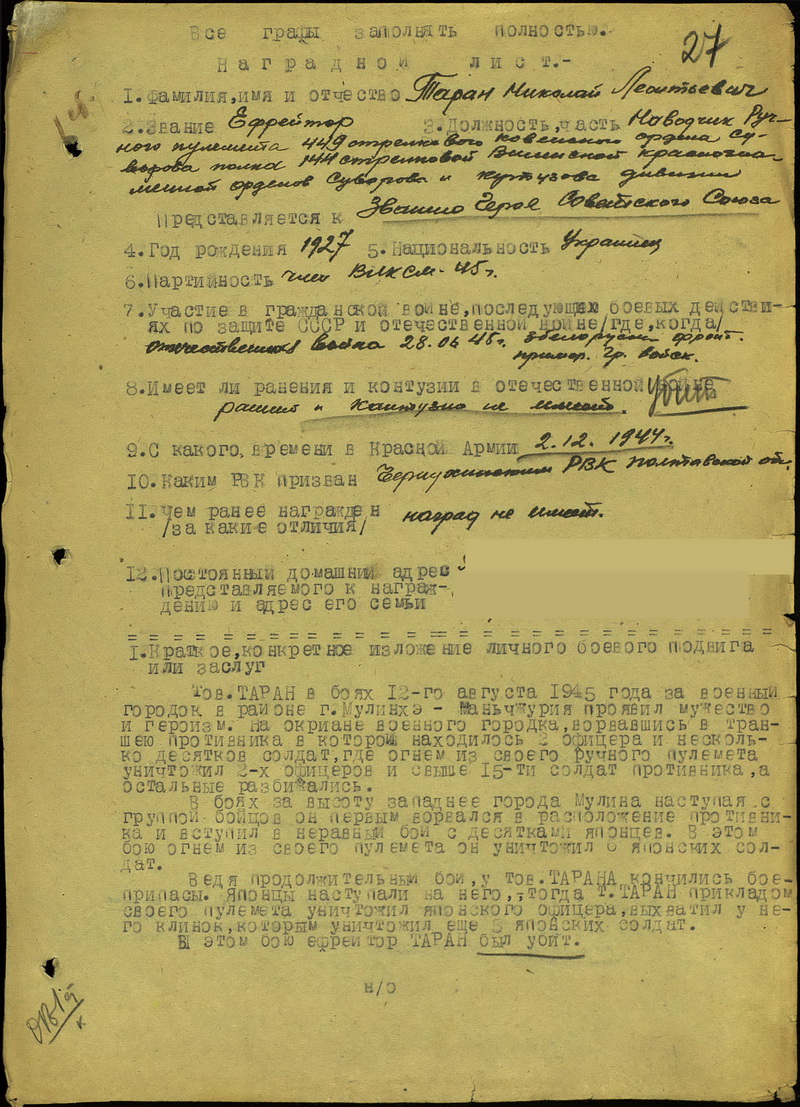 Все графы заполнять полностью.
27
Наградной лист.-
1. Фамилия, имя и отчество Таран Николай Леонтьевич
2. Звание Ефрейтор 3. Должность, часть Наводчик Руч-
ного пулемета 449 стрелкового Ковенского ордена Су-
ворова полка 144 стрелковой Виленской краснозна-
менной орденов Суворова и Кутузова дивизии
Представляется к Званию Героя Советского Союза
4. Год рождения 1927 5. Национальность Украинец
6. Партийность член ВЛКСМ - 45 г.
7. Участие в гражданской войне, последующих боевых действи-
ях по защите СССР и отечественной войне /где, когда/
отечественная война 28. 45 г. 3 белорусск фронт.
пример. Гр. войск.
8. Имеет ли ранения и контузии в отечественной войне
ранений и контузий не имеет. убит
9. С какого, времени в Красной Армии 2.12.1944 г.
10. Каким РВК призван РВК Полтавской об.
11. Чем ранее награжден наград не имеет.
/за какие отличия/
12. Постоянный домашний адрес
представляемого к награж-
дению и адрес его семьи
= = = = = = = = = = = = = = = = = = = = = = = = = = = =
1. Краткое, конкретное изложение личного боевого подвига
или заслуг
Тов. ТАРАН в боях 12-го августа 1945 года за военный
городок в районе г. Мулинхэ - Маньчжурия проявил мужество
и героизм. На окриане военного городка, ворвавшись в тран-
шею противника в которой находилось 2 офицера и несколь-
ко десятков солдат, где огнем из своего ручного пулемета
уничтожил 2-х офицеров и свыше 15-ти солдат противника, а
остальные разбижались.
В боях за высоту западнее города Мулина наступая с
группой бойцов он первым ворвался в расположение противни-
ка и вступил в неравный бой с десятками японцев. В этом
бою огнем из своего пулемета он уничтожил японских сол-
дат.
Ведя продолжительный бой, у тов. ТАРАНА кончились бое-
припасы. Японцы наступали на него, тогда т. ТАРАН прикладом
своего пулемета уничтожил японского офицера, выхватил у не-
го клинок, которым уничтожил еще японских солдат.
В этом бою ефрейтор ТАРАН был убит.
н/о